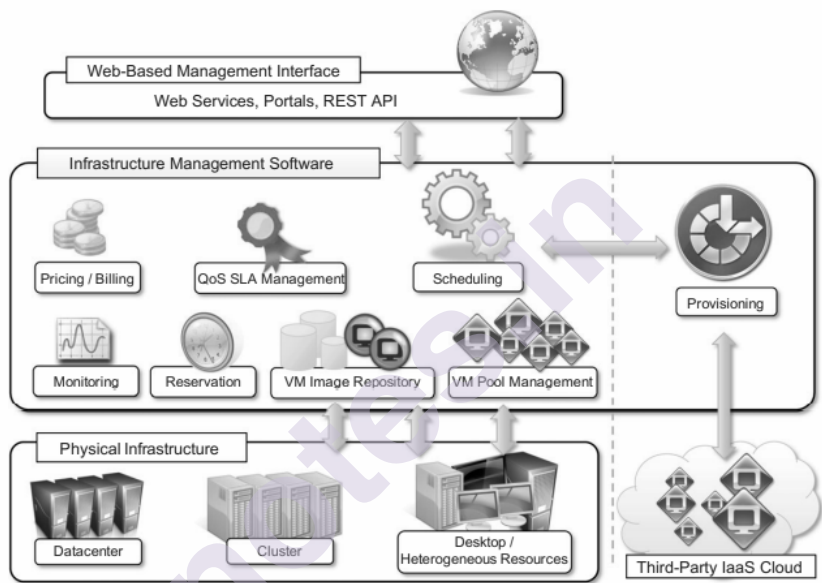 Web-Based Management Interface
Web Services, Portals, REST API
Infrastructure Management Software
Pricing / Billing
QoS SLA Management
Scheduling
Provisioning
Monitoring
Reservation
VM Image Repository
VM Pool Management
Physical Infrastructure
Datacenter
Cluster
Desktop /
Heterogeneous Resources
Third-Party IaaS Cloud